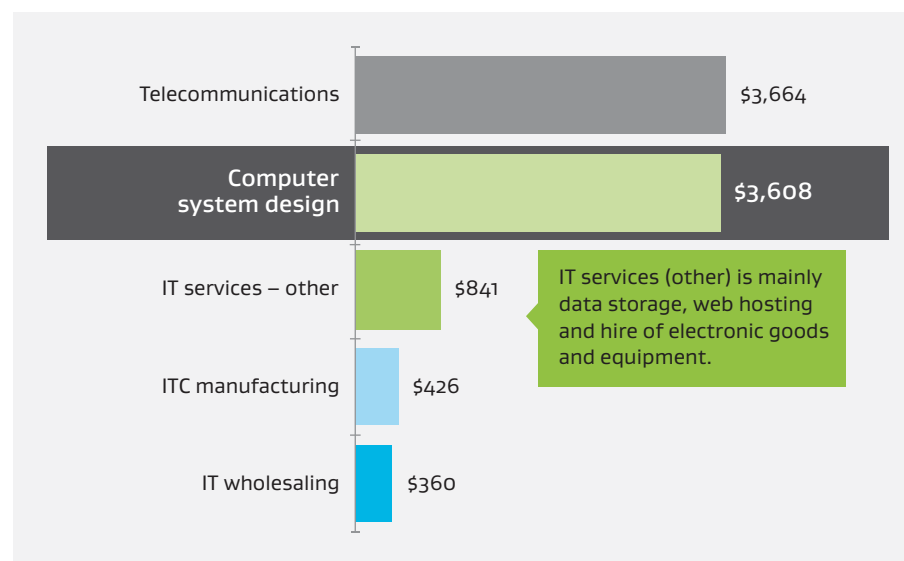 Telecommunications
$3,664
Computer
system design
$3,608
IT services – other
$841
IT services (other) is mainly
data storage, web hosting
and hire of electronic goods
and equipment.
ITC manufacturing
$426
IT wholesaling
$360